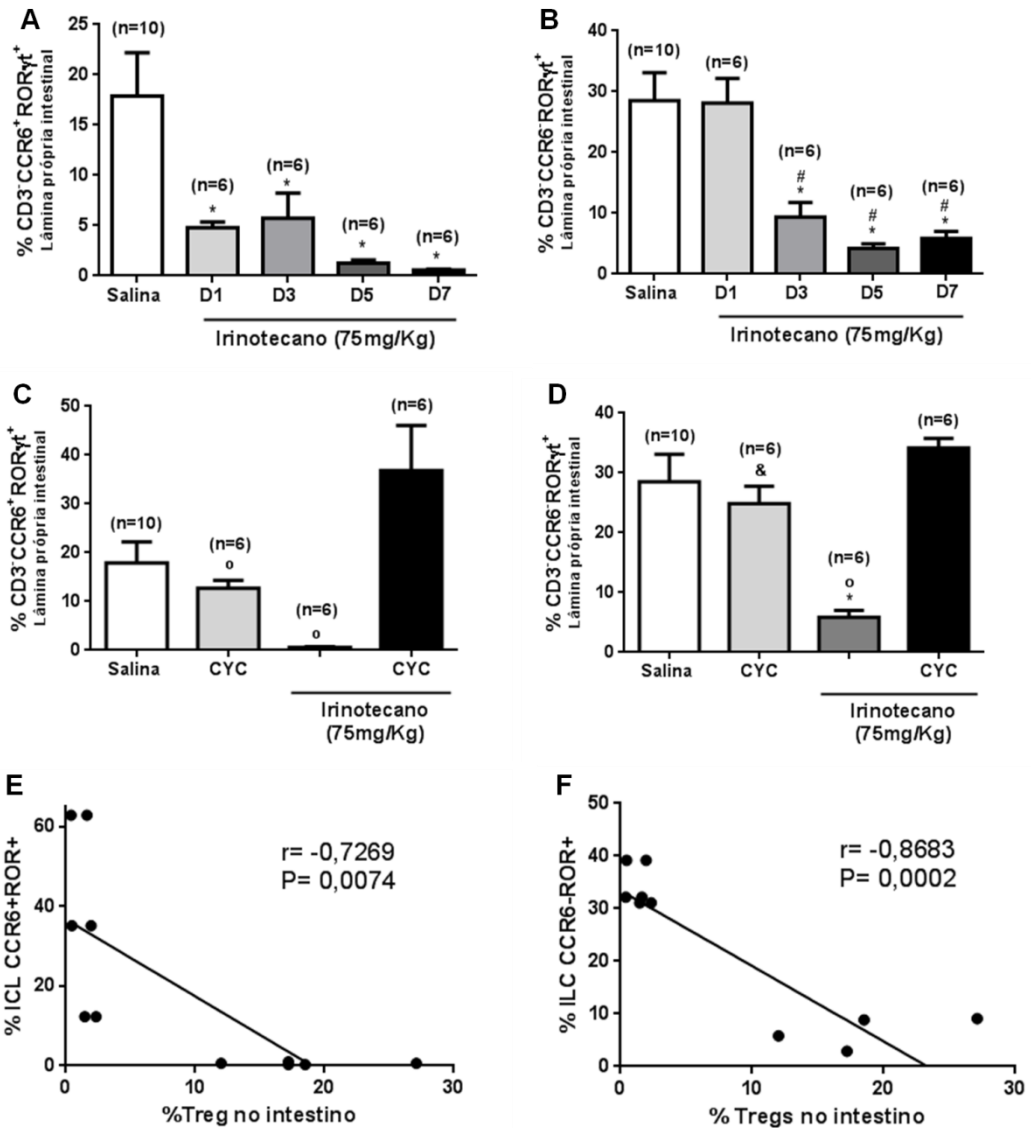 A
% CD3⁻CCR6⁺RORγt⁺
Lâmina própria intestinal
25
20
15
10
5
0
(n=10)
(n=6)
*
(n=6)
*
(n=6)
*
(n=6)
*
Salina
D1
D3
D5
D7
Irinotecano (75mg/Kg)
B
% CD3⁻CCR6⁻RORγt⁺
Lâmina própria intestinal
40
30
20
10
0
(n=10)
(n=6)
(n=6)
#
*
(n=6)
#
*
(n=6)
#
*
Salina
D1
D3
D5
D7
Irinotecano (75mg/Kg)
C
% CD3⁻CCR6⁺RORγt⁺
Lâmina própria intestinal
50
40
30
20
10
0
(n=10)
(n=6)
o
(n=6)
o
(n=6)
Salina
CYC
CYC
Irinotecano
(75mg/Kg)
D
% CD3⁻CCR6⁻RORγt⁺
Lâmina própria intestinal
40
30
20
10
0
(n=10)
(n=6)
&
(n=6)
o
*
(n=6)
Salina
CYC
CYC
Irinotecano
(75mg/Kg)
E
% ICL CCR6+ROR+
60
40
20
0
r= -0,7269
P= 0,0074
0
10
20
30
%Treg no intestino
F
% ILC CCR6-ROR+
50
40
30
20
10
0
r= -0,8683
P= 0,0002
0
10
20
30
% Tregs no intestino